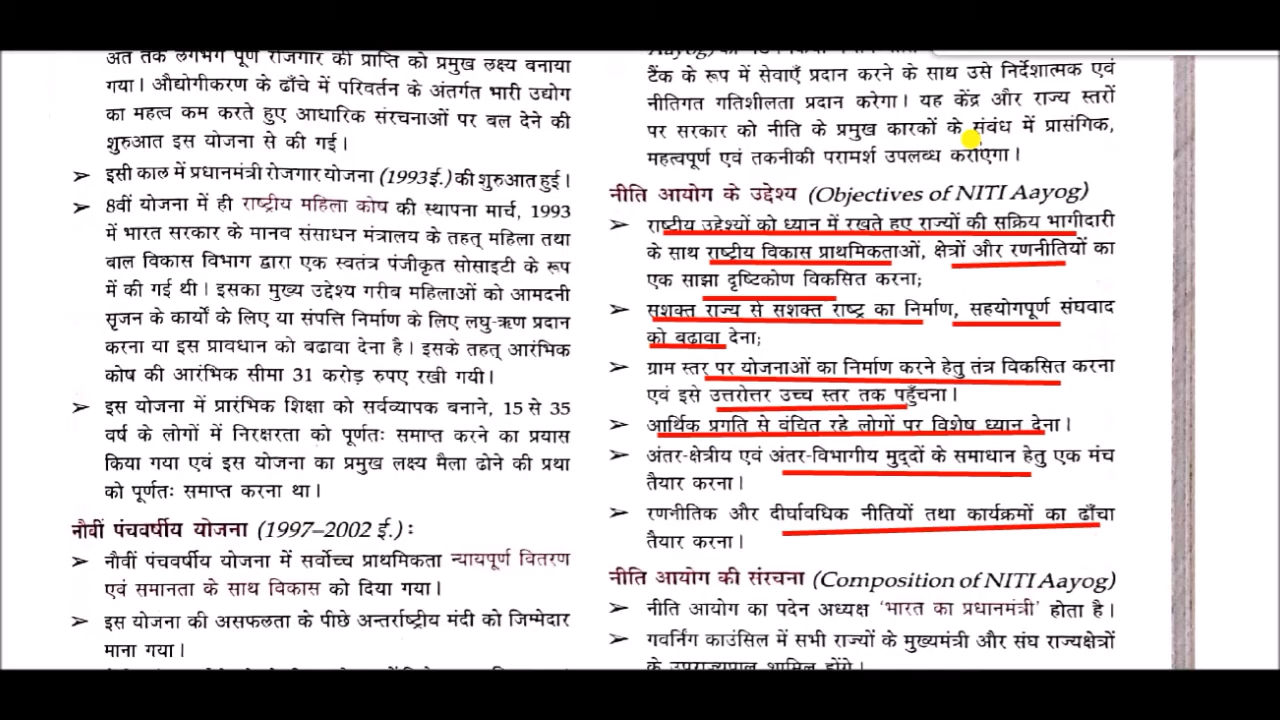 अंत तक लगभग पूर्ण रोजगार की प्राप्ति को प्रमुख लक्ष्य बनाया
गया। औद्योगीकरण के ढाँचे में परिवर्तन के अंतर्गत भारी उद्योग
का महत्व कम करते हुए आधारिक संरचनाओं पर बल देने की
शुरुआत इस योजना से की गई।
➢ इसी काल में प्रधानमंत्री रोजगार योजना (1993ई.) की शुरुआत हुई।
➢ 8वीं योजना में ही राष्ट्रीय महिला कोष की स्थापना मार्च, 1993
में भारत सरकार के मानव संसाधन मंत्रालय के तहत् महिला तथा
बाल विकास विभाग द्वारा एक स्वतंत्र पंजीकृत सोसाइटी के रूप
में की गई थी। इसका मुख्य उद्देश्य गरीब महिलाओं को आमदनी
सृजन के कार्यों के लिए या संपत्ति निर्माण के लिए लघु-ऋण प्रदान
करना या इस प्रावधान को बढावा देना है। इसके तहत् आरंभिक
कोष की आरंभिक सीमा 31 करोड़ रुपए रखी गयी।
➢ इस योजना में प्रारंभिक शिक्षा को सर्वव्यापक बनाने, 15 से 35
वर्ष के लोगों में निरक्षरता को पूर्णतः समाप्त करने का प्रयास
किया गया एवं इस योजना का प्रमुख लक्ष्य मैला ढोने की प्रथा
को पूर्णतः समाप्त करना था।
नौवीं पंचवर्षीय योजना (1997–2002 ई.) :
➢ नौवीं पंचवर्षीय योजना में सर्वोच्च प्राथमिकता न्यायपूर्ण वितरण
एवं समानता के साथ विकास को दिया गया।
➢ इस योजना की असफलता के पीछे अन्तर्राष्ट्रीय मंदी को जिम्मेदार
माना गया।
टैंक के रूप में सेवाएँ प्रदान करने के साथ उसे निर्देशात्मक एवं
नीतिगत गतिशीलता प्रदान करेगा। यह केंद्र और राज्य स्तरों
पर सरकार को नीति के प्रमुख कारकों के संबंध में प्रासंगिक,
महत्वपूर्ण एवं तकनीकी परामर्श उपलब्ध कराएगा।
नीति आयोग के उद्देश्य (Objectives of NITI Aayog)
➢ राष्टीय उद्देश्यों को ध्यान में रखते हुए राज्यों की सक्रिय भागीदारी
के साथ राष्ट्रीय विकास प्राथमिकताओं, क्षेत्रों और रणनीतियों का
एक साझा दृष्टिकोण विकसित करना;
➢ सशक्त राज्य से सशक्त राष्ट्र का निर्माण, सहयोगपूर्ण संघवाद
को बढावा देना;
➢ ग्राम स्तर पर योजनाओं का निर्माण करने हेतु तंत्र विकसित करना
एवं इसे उत्तरोत्तर उच्च स्तर तक पहुँचना।
➢ आर्थिक प्रगति से वंचित रहे लोगों पर विशेष ध्यान देना।
➢ अंतर-क्षेत्रीय एवं अंतर-विभागीय मुद्दों के समाधान हेतु एक मंच
तैयार करना।
➢ रणनीतिक और दीर्घावधिक नीतियों तथा कार्यक्रमों का ढाँचा
तैयार करना।
नीति आयोग की संरचना (Composition of NITI Aayog)
➢ नीति आयोग का पदेन अध्यक्ष 'भारत का प्रधानमंत्री' होता है।
➢ गवर्निंग काउंसिल में सभी राज्यों के मुख्यमंत्री और संघ राज्यक्षेत्रों
के उपराज्यपाल शामिल होंगे।